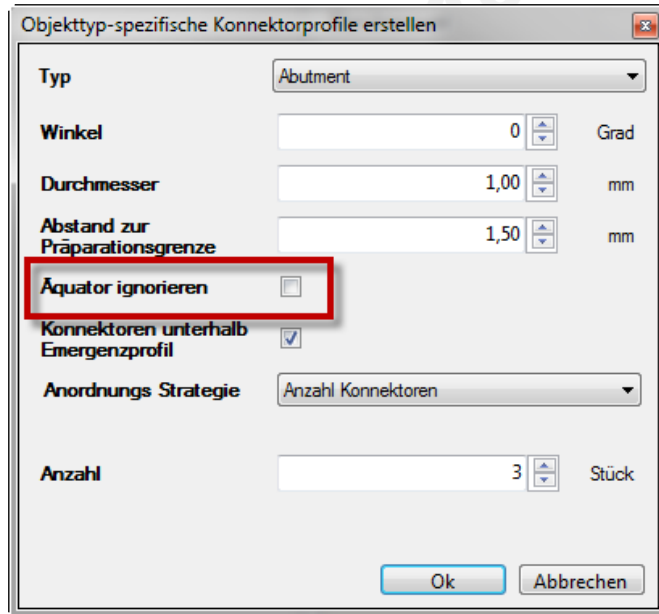 Objekttyp-spezifische Konnektorprofile erstellen
Typ Abutment
Winkel 0 Grad
Durchmesser 1,00 mm
Abstand zur
Präparationsgrenze 1,50 mm
Äquator ignorieren
Konnektoren unterhalb
Emergenzprofil
Anordnungs Strategie Anzahl Konnektoren
Anzahl 3 Stück
Ok Abbrechen